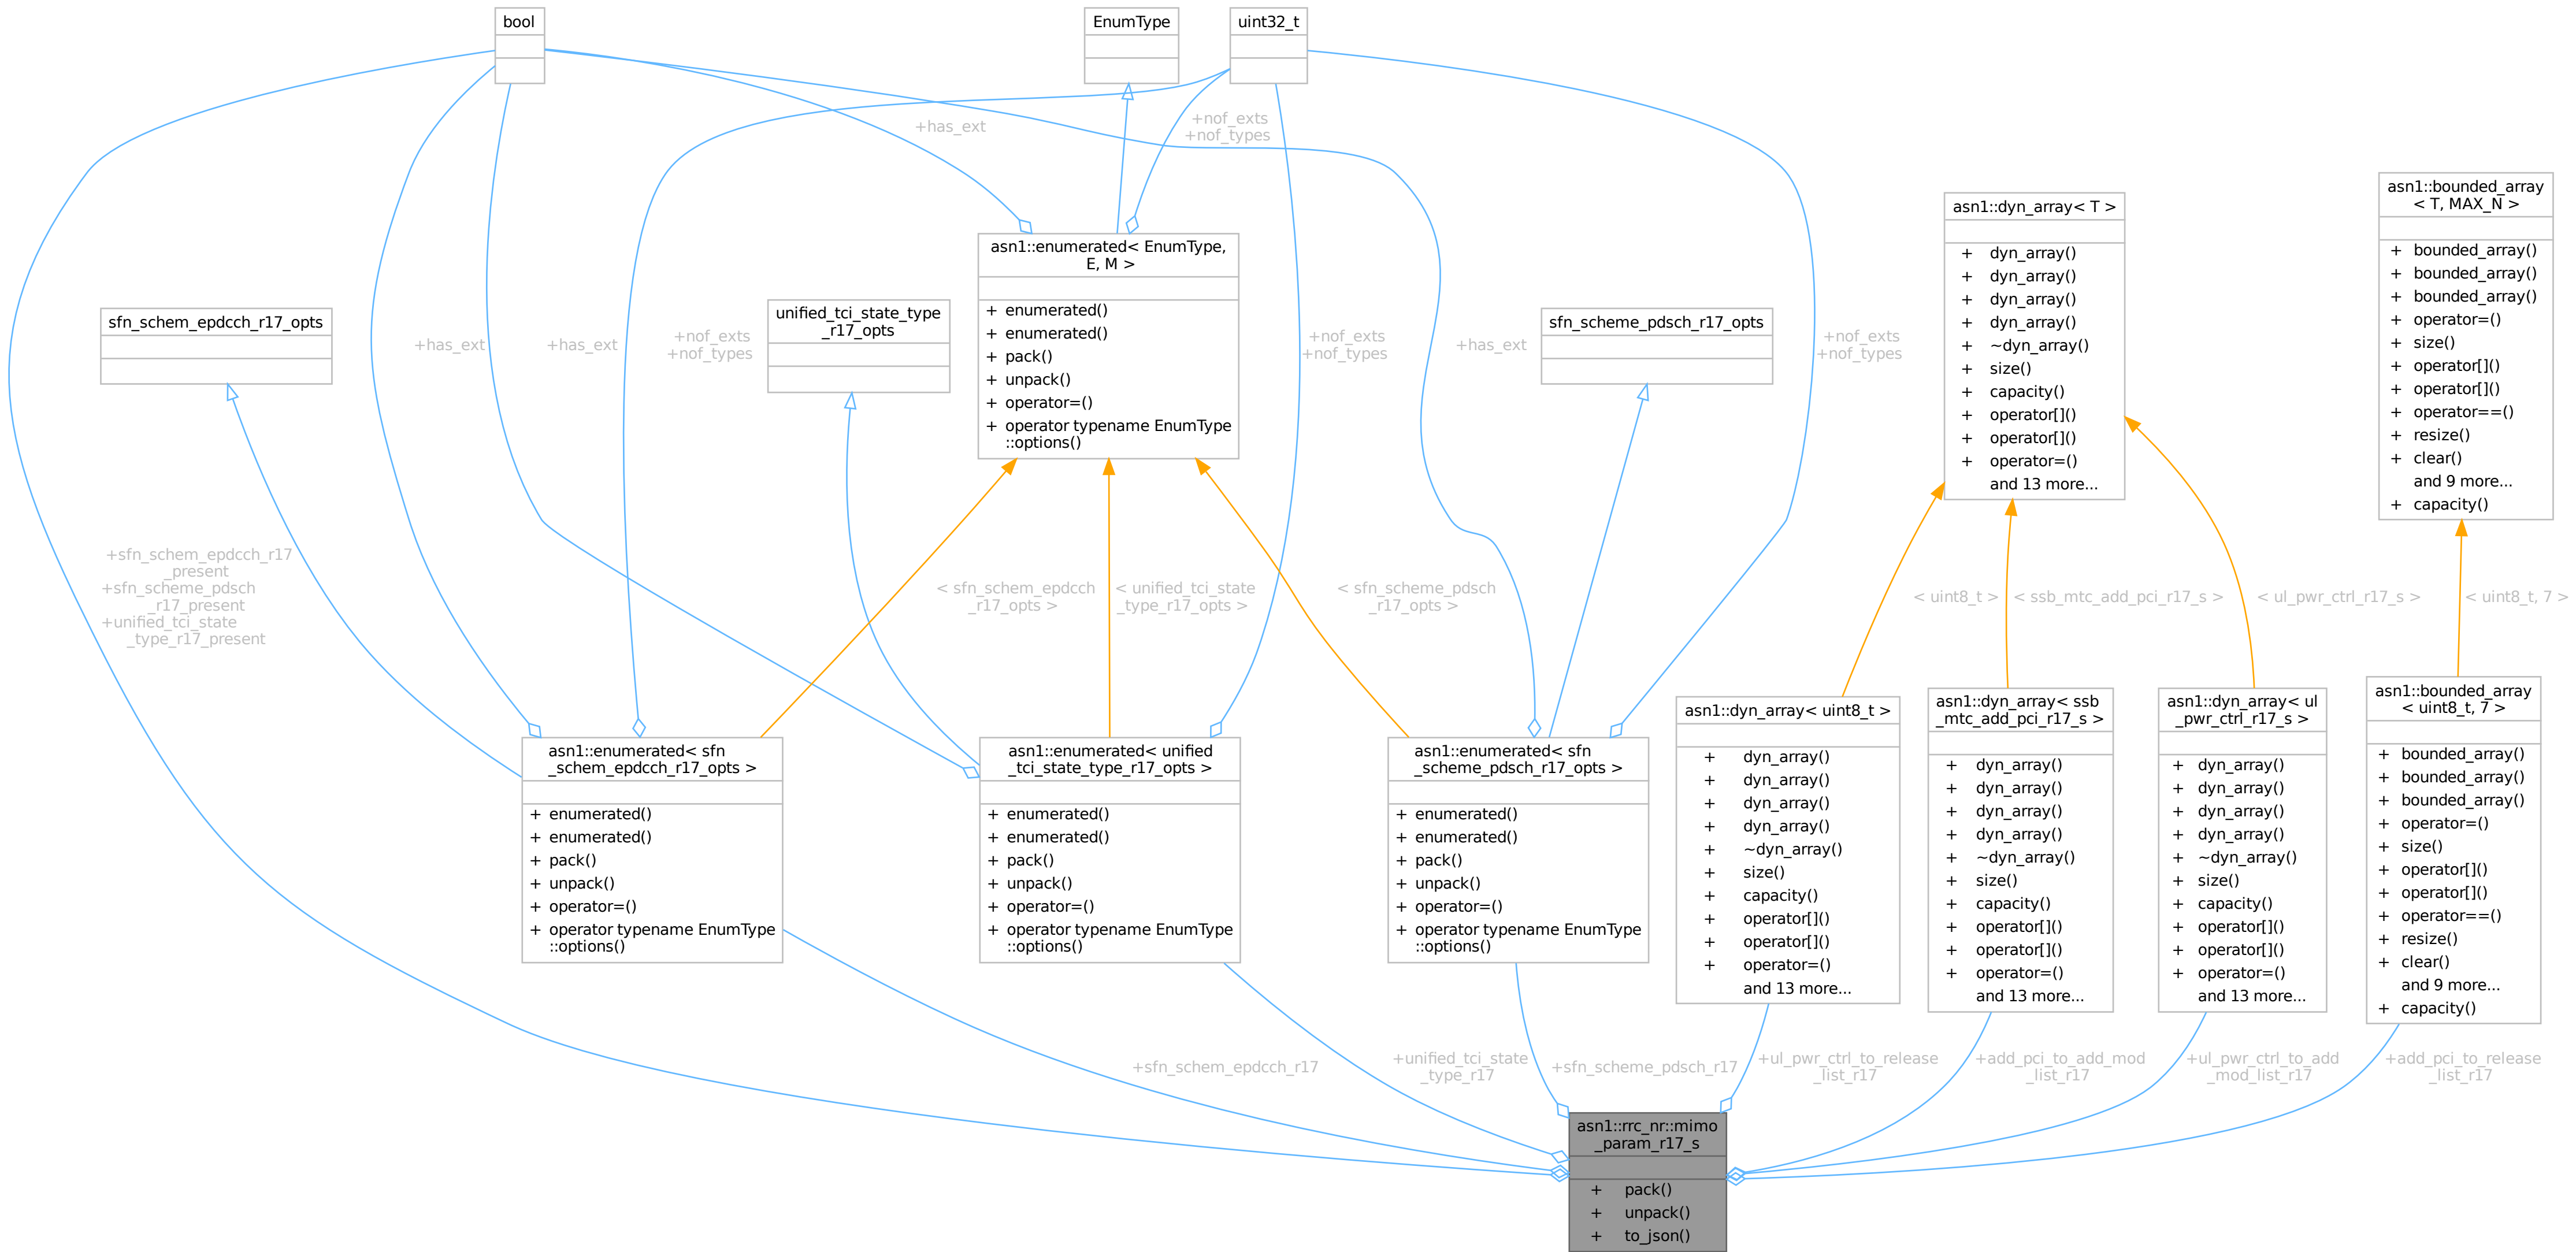 bool
EnumType
uint32_t
+has_ext
+nof_exts
+nof_types
asn1::bounded_array
< T, MAX_N >
+ bounded_array()
+ bounded_array()
+ bounded_array()
+ operator=()
+ size()
+ operator[]()
+ operator[]()
+ operator==()
+ resize()
+ clear()
and 9 more...
+ capacity()
asn1::dyn_array< T >
+ dyn_array()
+ dyn_array()
+ dyn_array()
+ dyn_array()
+ ~dyn_array()
+ size()
+ capacity()
+ operator[]()
+ operator[]()
+ operator=()
and 13 more...
asn1::enumerated< EnumType,
E, M >
+ enumerated()
+ enumerated()
+ pack()
+ unpack()
+ operator=()
+ operator typename EnumType
::options()
sfn_schem_epdcch_r17_opts
unified_tci_state_type
_r17_opts
sfn_scheme_pdsch_r17_opts
+has_ext
+has_ext
+nof_exts
+nof_types
+nof_exts
+nof_types
+has_ext
+nof_exts
+nof_types
+sfn_schem_epdcch_r17
_present
+sfn_scheme_pdsch
_r17_present
+unified_tci_state
_type_r17_present
< sfn_schem_epdcch
_r17_opts >
< unified_tci_state
_type_r17_opts >
< sfn_scheme_pdsch
_r17_opts >
< uint8_t >
< ssb_mtc_add_pci_r17_s >
< ul_pwr_ctrl_r17_s >
< uint8_t, 7 >
asn1::enumerated< sfn
_schem_epdcch_r17_opts >
+ enumerated()
+ enumerated()
+ pack()
+ unpack()
+ operator=()
+ operator typename EnumType
::options()
asn1::enumerated< unified
_tci_state_type_r17_opts >
+ enumerated()
+ enumerated()
+ pack()
+ unpack()
+ operator=()
+ operator typename EnumType
::options()
asn1::enumerated< sfn
_scheme_pdsch_r17_opts >
+ enumerated()
+ enumerated()
+ pack()
+ unpack()
+ operator=()
+ operator typename EnumType
::options()
asn1::dyn_array< uint8_t >
+ dyn_array()
+ dyn_array()
+ dyn_array()
+ dyn_array()
+ ~dyn_array()
+ size()
+ capacity()
+ operator[]()
+ operator[]()
+ operator=()
and 13 more...
asn1::dyn_array< ssb
_mtc_add_pci_r17_s >
+ dyn_array()
+ dyn_array()
+ dyn_array()
+ dyn_array()
+ ~dyn_array()
+ size()
+ capacity()
+ operator[]()
+ operator[]()
+ operator=()
and 13 more...
asn1::dyn_array< ul
_pwr_ctrl_r17_s >
+ dyn_array()
+ dyn_array()
+ dyn_array()
+ dyn_array()
+ ~dyn_array()
+ size()
+ capacity()
+ operator[]()
+ operator[]()
+ operator=()
and 13 more...
asn1::bounded_array
< uint8_t, 7 >
+ bounded_array()
+ bounded_array()
+ bounded_array()
+ operator=()
+ size()
+ operator[]()
+ operator[]()
+ operator==()
+ resize()
+ clear()
and 9 more...
+ capacity()
+sfn_schem_epdcch_r17
+unified_tci_state
_type_r17
+sfn_scheme_pdsch_r17
+ul_pwr_ctrl_to_release
_list_r17
+add_pci_to_add_mod
_list_r17
+ul_pwr_ctrl_to_add
_mod_list_r17
+add_pci_to_release
_list_r17
asn1::rrc_nr::mimo
_param_r17_s
+ pack()
+ unpack()
+ to_json()